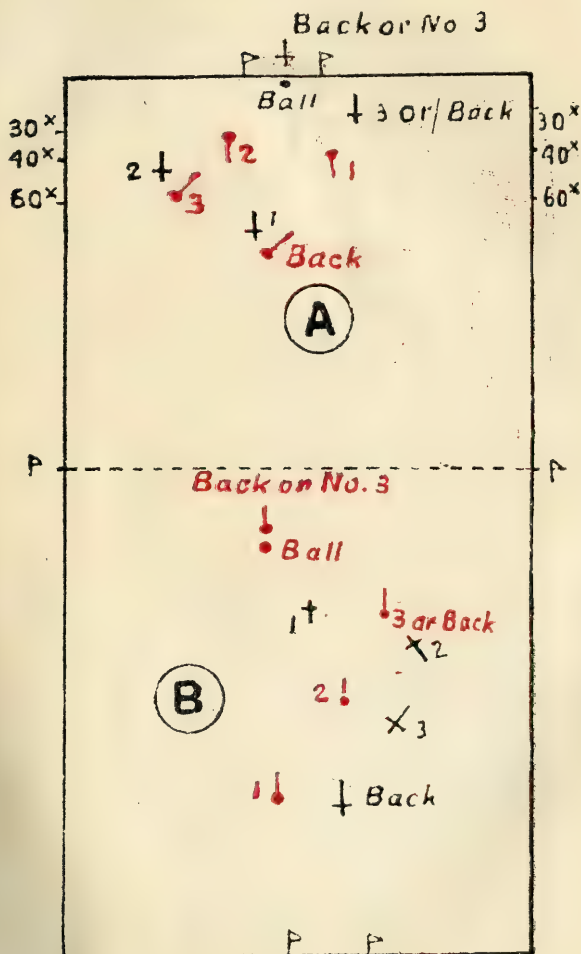 Back or No 3
P P
Ball
3 or/Back
30ˣ 30ˣ
40ˣ 40ˣ
60ˣ 60ˣ
2
2
1
3
1
Back
A
P P
Back or No. 3
Ball
1
3 or Back
2
B
2
3
1
Back
P P